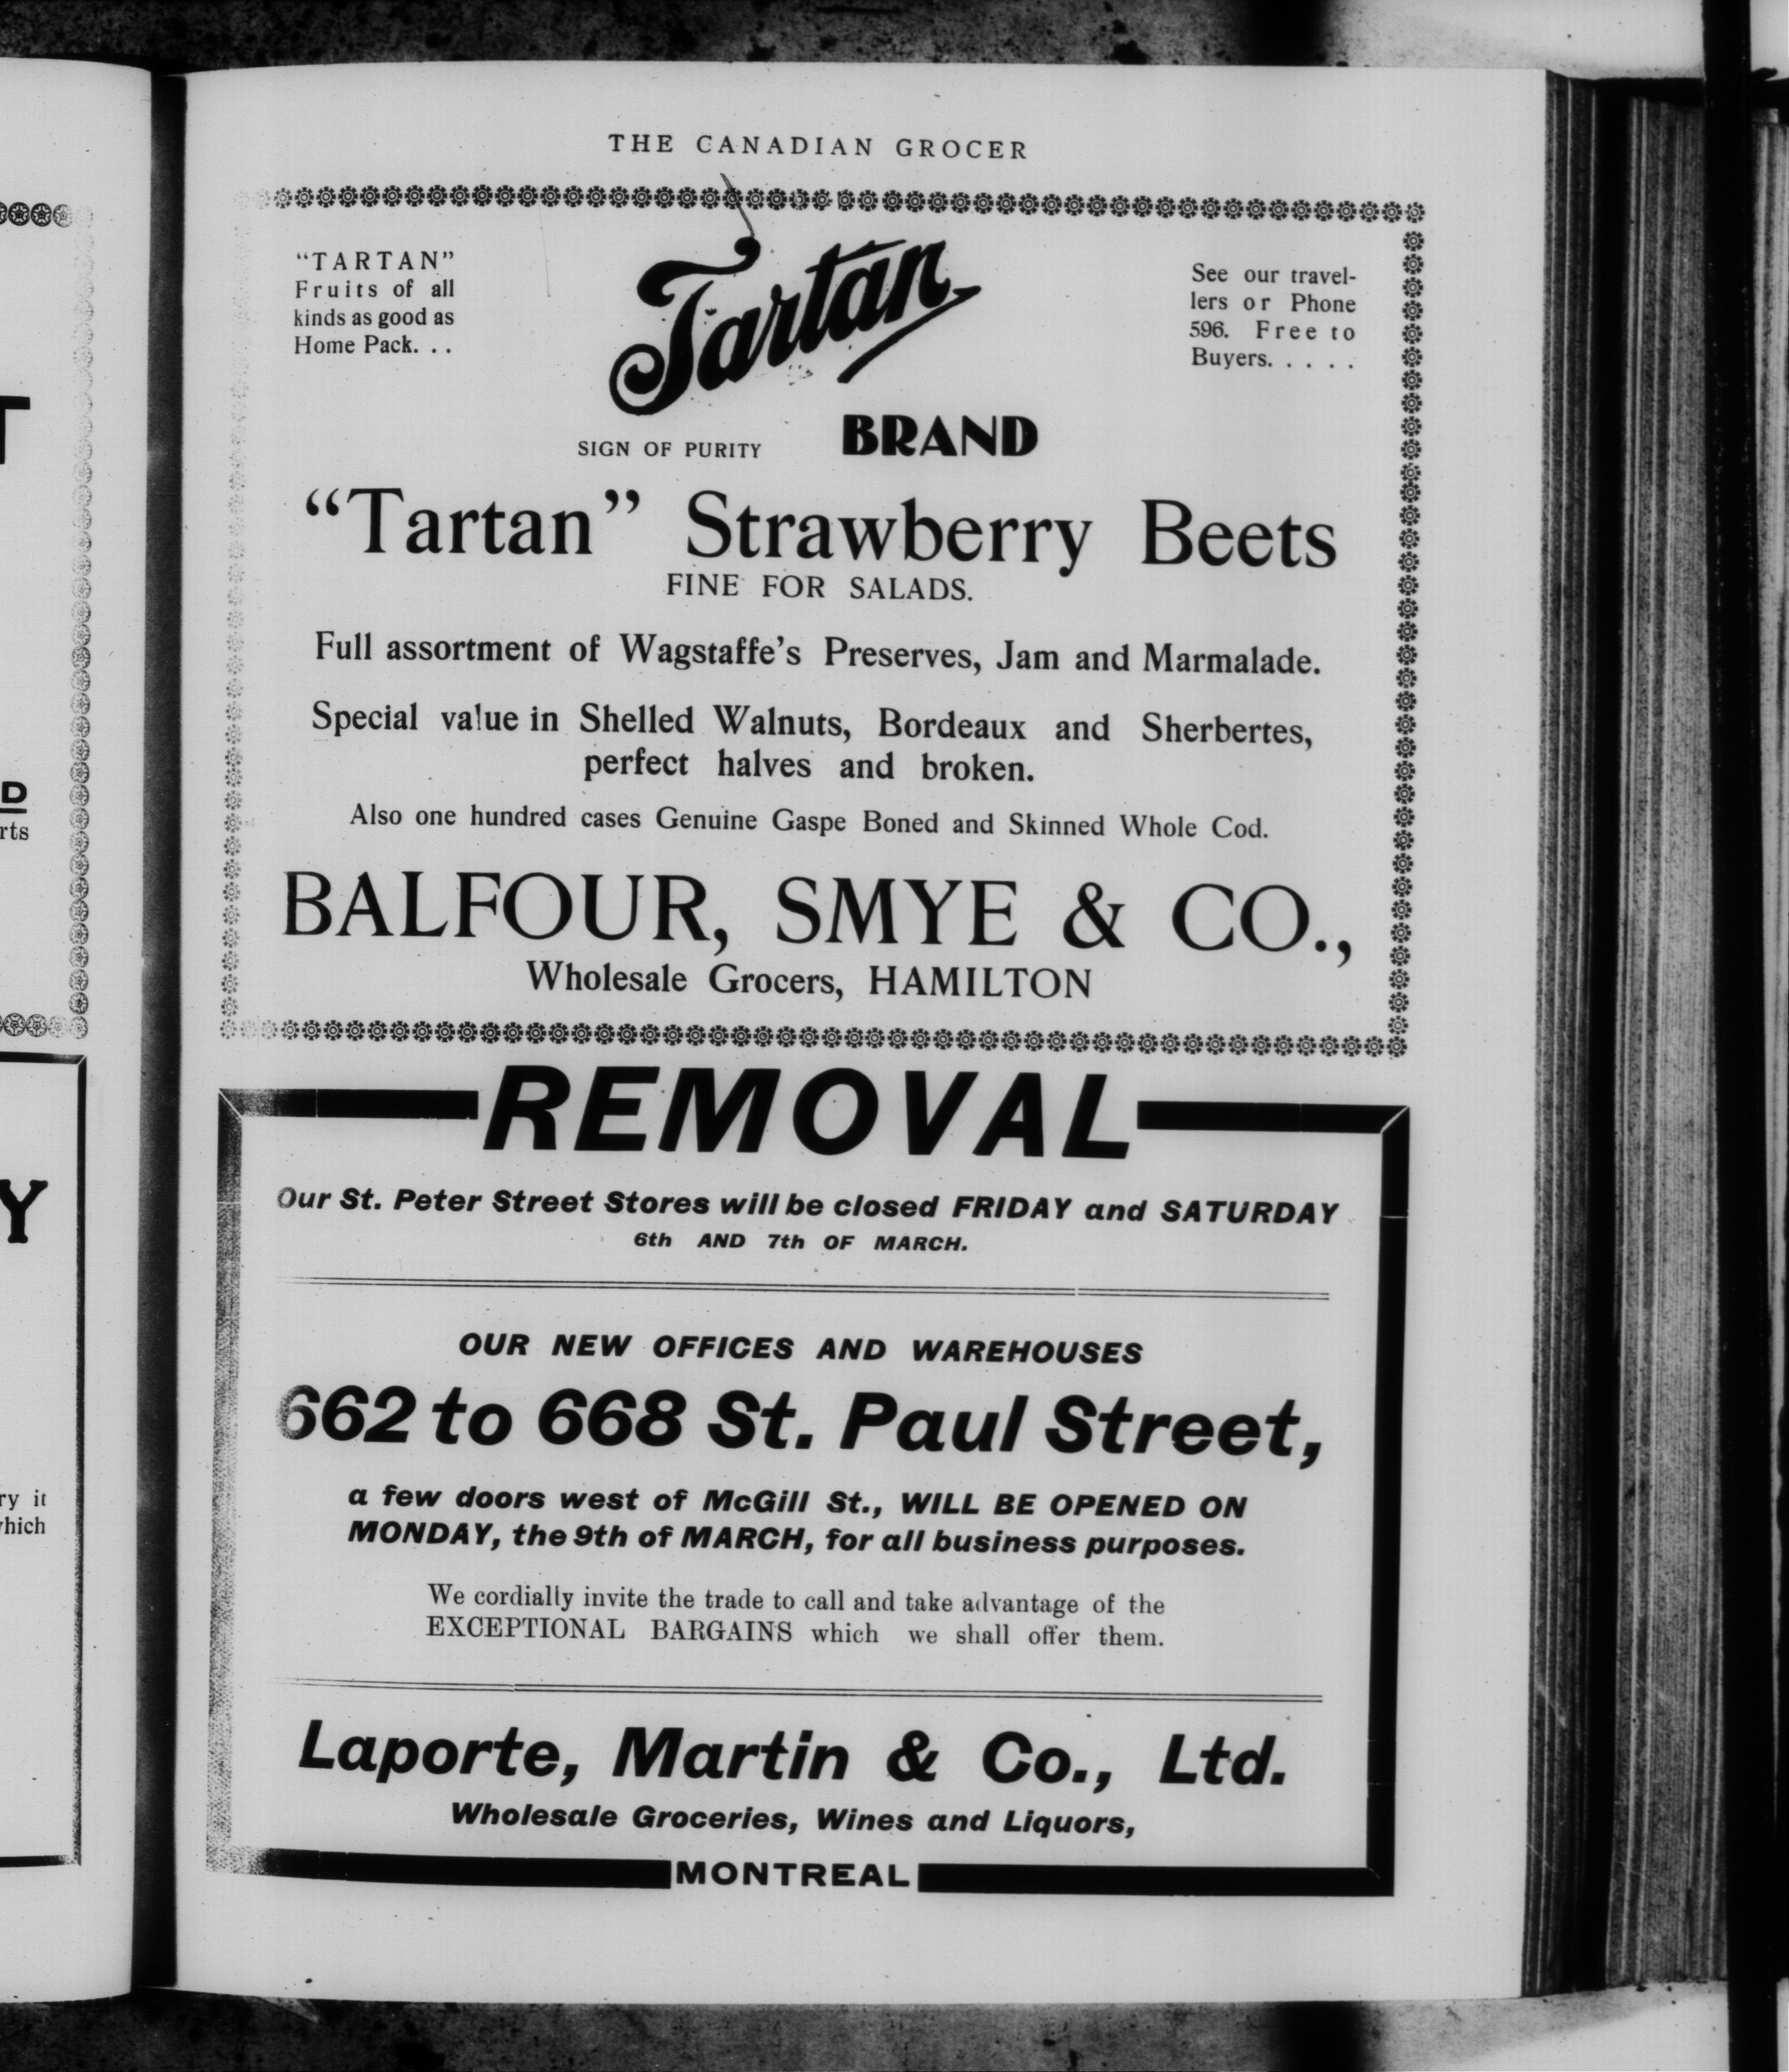 THE CANADIAN GROCER
"TARTAN"
Fruits of all
kinds as good as
Home Pack. . .
Tartan
See our travel-
lers or Phone
596. Free to
Buyers. . . . .
SIGN OF PURITY
BRAND
"Tartan" Strawberry Beets
FINE FOR SALADS.
Full assortment of Wagstaffe's Preserves, Jam and Marmalade.
Special value in Shelled Walnuts, Bordeaux and Sherbertes,
perfect halves and broken.
Also one hundred cases Genuine Gaspe Boned and Skinned Whole Cod.
BALFOUR, SMYE & CO.,
Wholesale Grocers, HAMILTON
REMOVAL
Our St. Peter Street Stores will be closed FRIDAY and SATURDAY
6th AND 7th OF MARCH.
OUR NEW OFFICES AND WAREHOUSES
662 to 668 St. Paul Street,
a few doors west of McGill St., WILL BE OPENED ON
MONDAY, the 9th of MARCH, for all business purposes.
We cordially invite the trade to call and take advantage of the
EXCEPTIONAL BARGAINS which we shall offer them.
Laporte, Martin & Co., Ltd.
Wholesale Groceries, Wines and Liquors,
MONTREAL